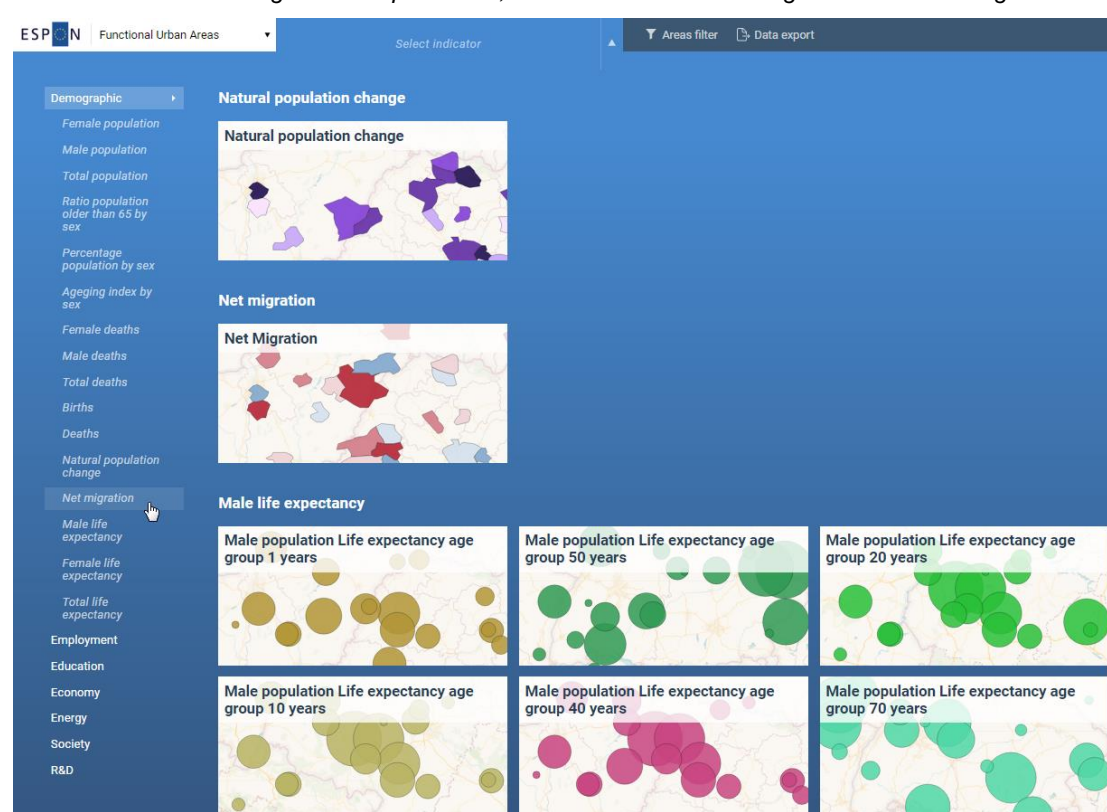 ESPON
Functional Urban Areas
Select indicator
Areas filter
Data export
Demographic
Female population
Male population
Total population
Ratio population
older than 65 by
sex
Percentage
population by sex
Ageging index by
sex
Female deaths
Male deaths
Total deaths
Births
Deaths
Natural population
change
Net migration
Male life
expectancy
Female life
expectancy
Total life
expectancy
Employment
Education
Economy
Energy
Society
R&D
Natural population change
Natural population change
Net migration
Net Migration
Male life expectancy
Male population Life expectancy age
group 1 years
Male population Life expectancy age
group 50 years
Male population Life expectancy age
group 20 years
Male population Life expectancy age
group 10 years
Male population Life expectancy age
group 40 years
Male population Life expectancy age
group 70 years